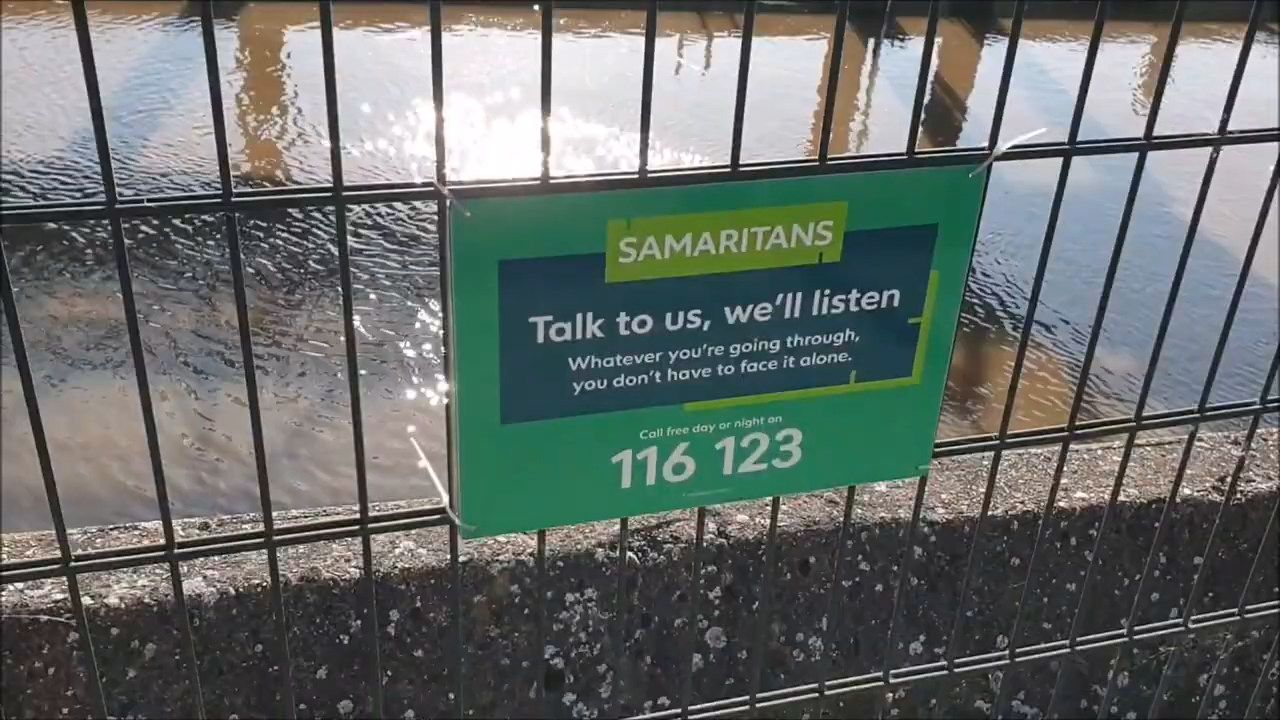 SAMARITANS
Talk to us, we'll listen
Whatever you're going through,
you don't have to face it alone.
Call free day or night on
116 123